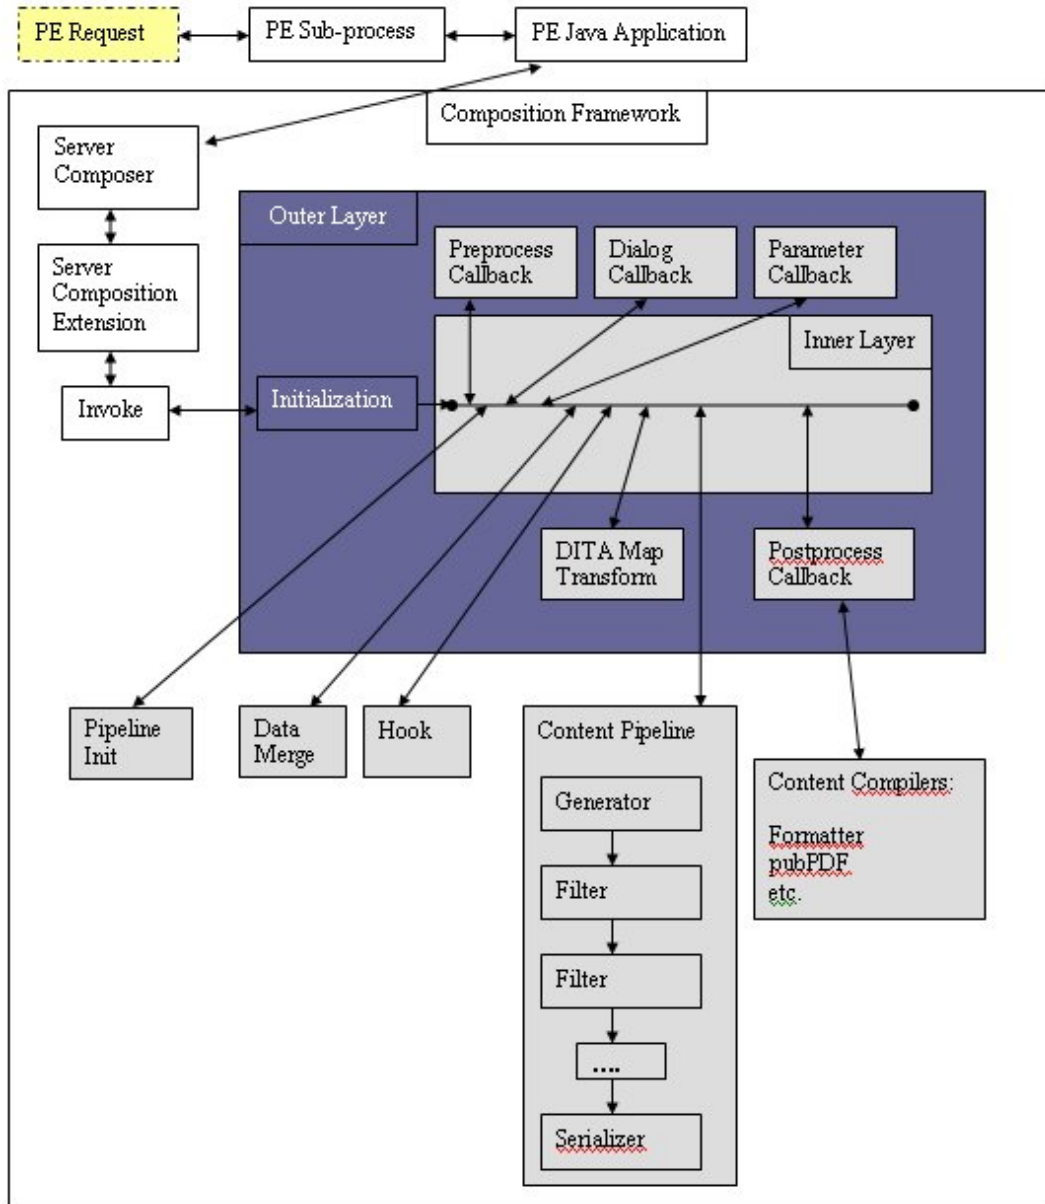 PE Request
PE Sub-process
PE Java Application
Composition Framework
Server
Composer
Outer Layer
Preprocess
Callback
Dialog
Callback
Parameter
Callback
Server
Composition
Extension
Inner Layer
Invoke
Initialization
DITA Map
Transform
Postprocess
Callback
Pipeline
Init
Data
Merge
Hook
Content Pipeline
Generator
Filter
Filter
....
Serializer
Content Compilers:
Formatter
pubPDF
etc.